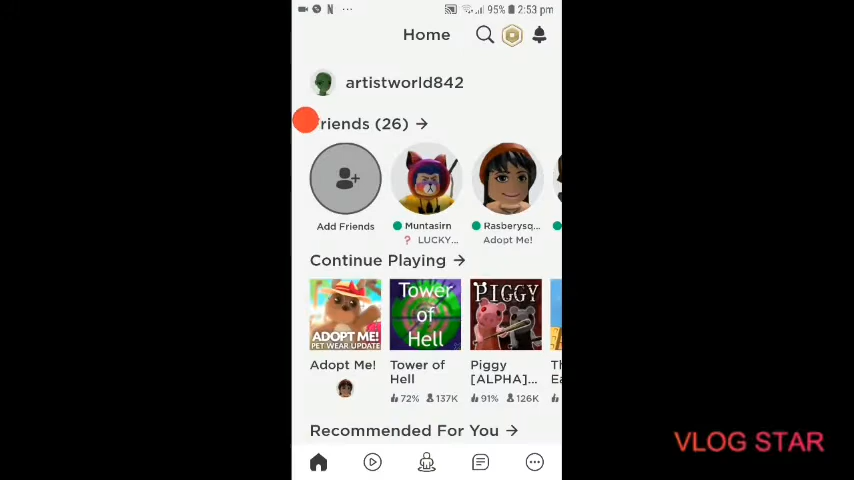 95% 2:53 pm
Home
artistworld842
riends (26) →
Add Friends
Muntasirn
Rasberysq...
? LUCKY...
Adopt Me!
Continue Playing →
ADOPT ME!
PET WEAR UPDATE
Tower
of
Hell
PIGGY
Adopt Me!
Tower of
Hell
Piggy
[ALPHA]...
72% 137K
91% 126K
Recommended For You →
VLOG STAR